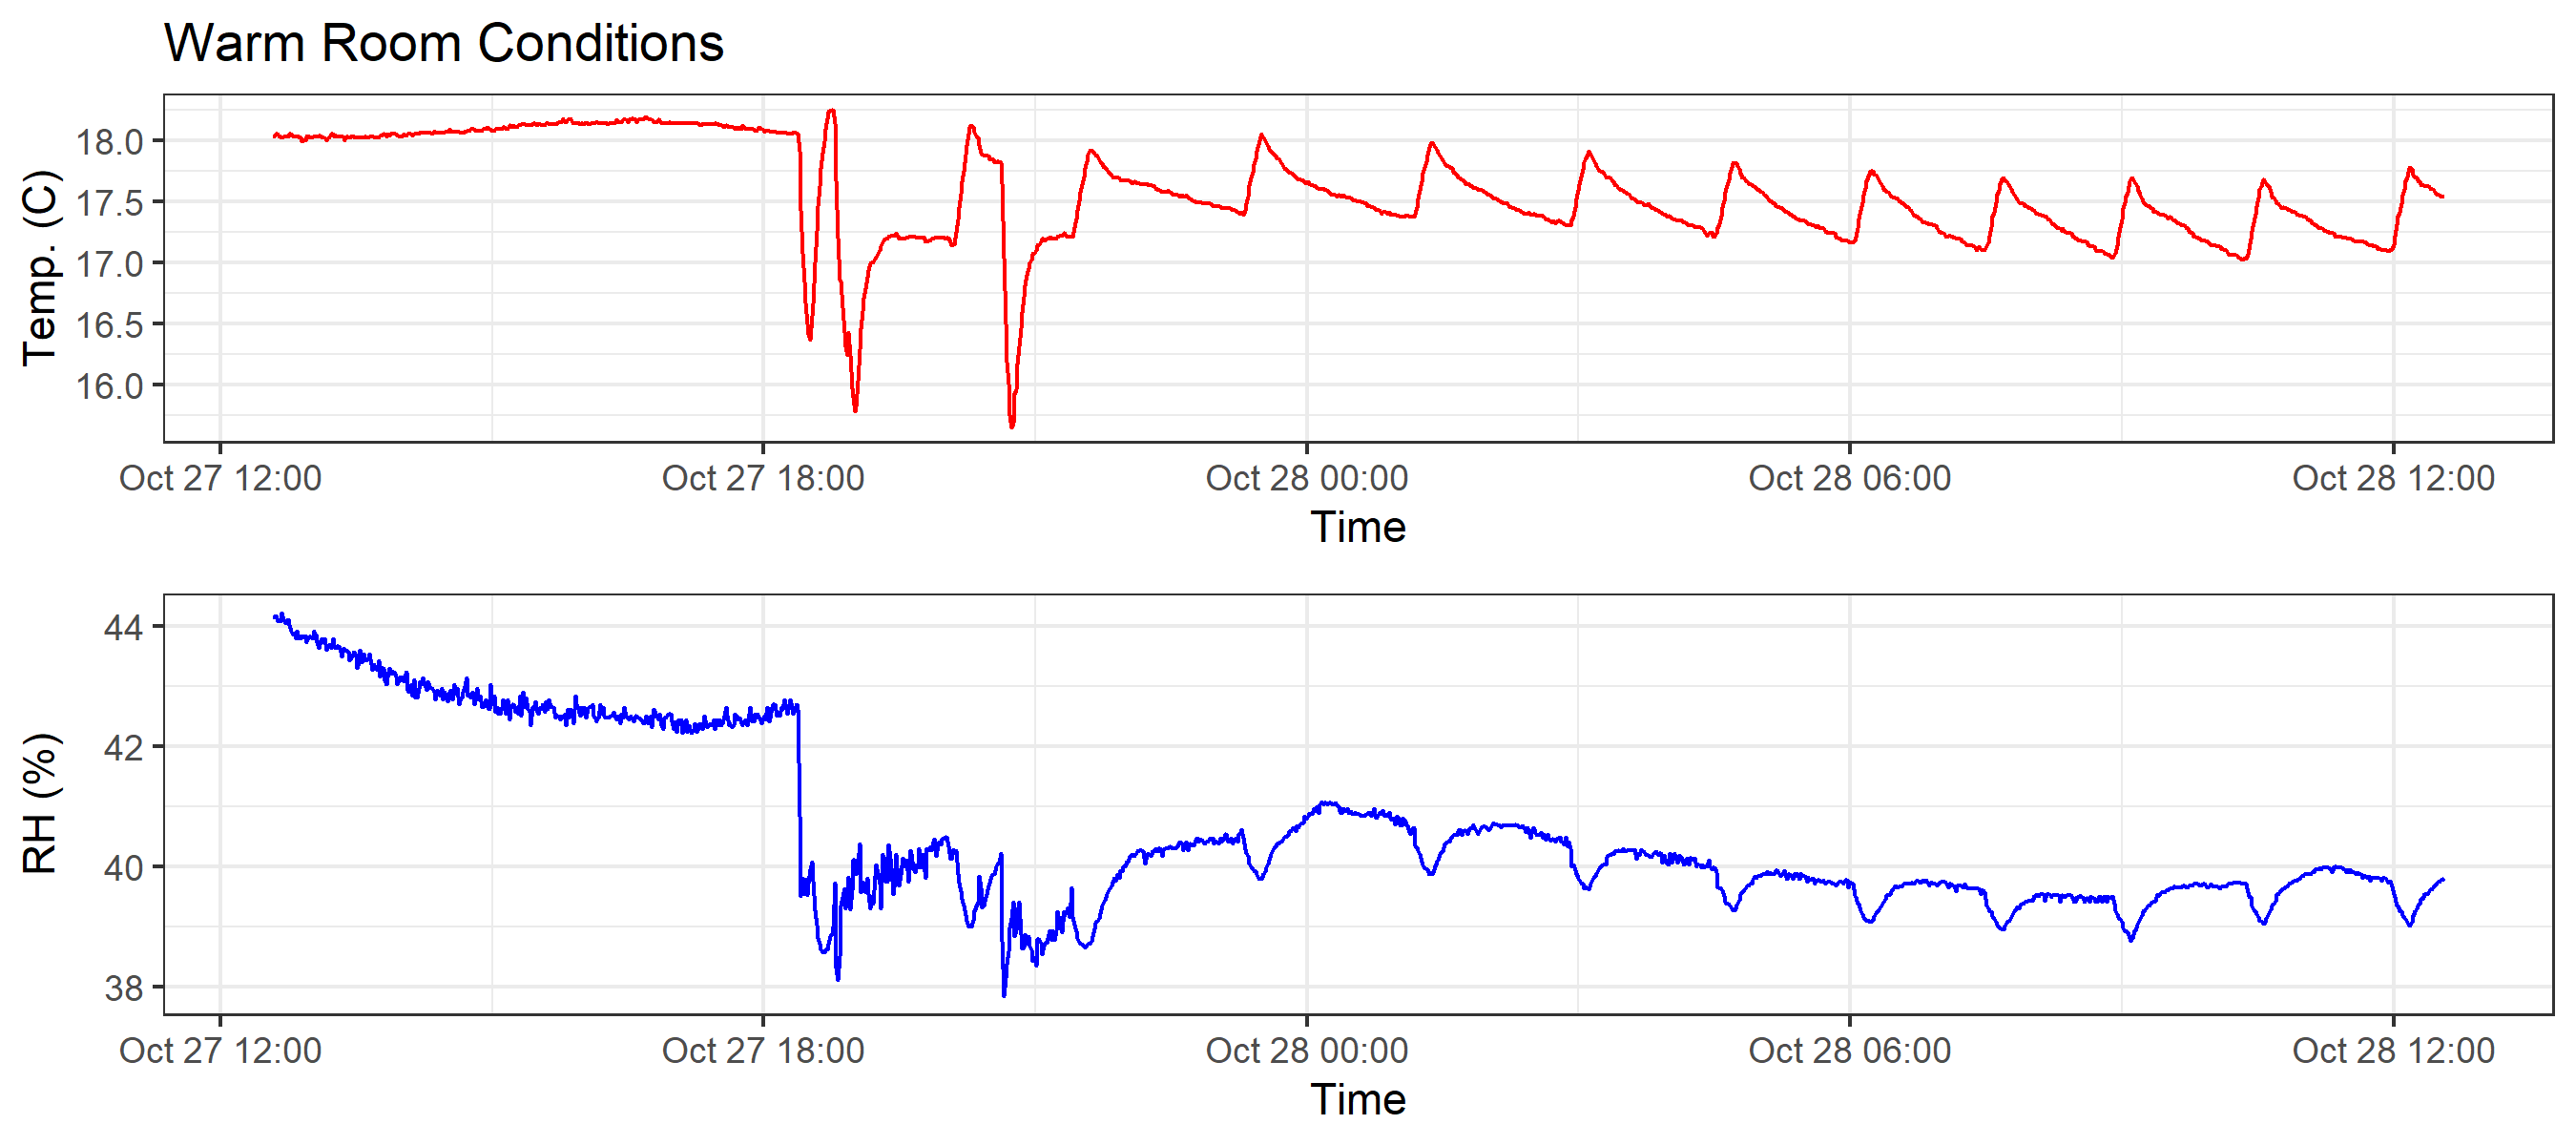 Warm Room Conditions
Temp. (C)
18.0
17.5
17.0
16.5
16.0
Oct 27 12:00 Oct 27 18:00 Oct 28 00:00 Oct 28 06:00 Oct 28 12:00
Time
RH (%)
44
42
40
38
Oct 27 12:00 Oct 27 18:00 Oct 28 00:00 Oct 28 06:00 Oct 28 12:00
Time